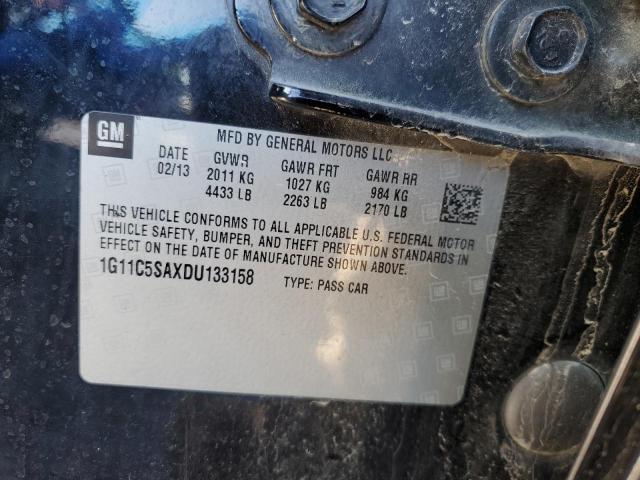 GM
MFD BY GENERAL MOTORS LLC
DATE GVWR GAWR FRT GAWR RR
02/13 2011 KG 1027 KG 984 KG
4433 LB 2263 LB 2170 LB
THIS VEHICLE CONFORMS TO ALL APPLICABLE U.S. FEDERAL MOTOR
VEHICLE SAFETY, BUMPER, AND THEFT PREVENTION STANDARDS IN
EFFECT ON THE DATE OF MANUFACTURE SHOWN ABOVE.
1G11C5SAXDU133158 TYPE: PASS CAR